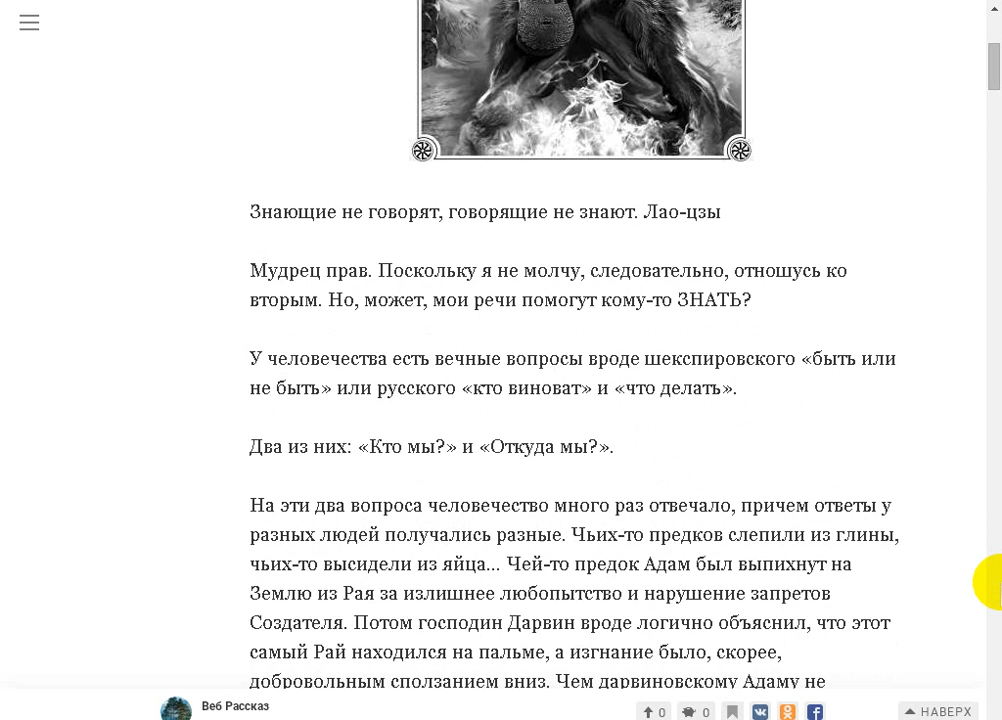 Знающие не говорят, говорящие не знают. Лао-цзы
Мудрец прав. Поскольку я не молчу, следовательно, отношусь ко
вторым. Но, может, мои речи помогут кому-то ЗНАТЬ?
У человечества есть вечные вопросы вроде шекспировского «быть или
не быть» или русского «кто виноват» и «что делать».
Два из них: «Кто мы?» и «Откуда мы?».
На эти два вопроса человечество много раз отвечало, причем ответы у
разных людей получались разные. Чьих-то предков слепили из глины,
чьих-то высидели из яйца... Чей-то предок Адам был выпихнут на
Землю из Рая за излишнее любопытство и нарушение запретов
Создателя. Потом господин Дарвин вроде логично объяснил, что этот
самый Рай находился на пальме, а изгнание было, скорее,
добровольным сползанием вниз. Чем дарвиновскому Адаму не
Веб Рассказ
0 0 НАВЕРХ